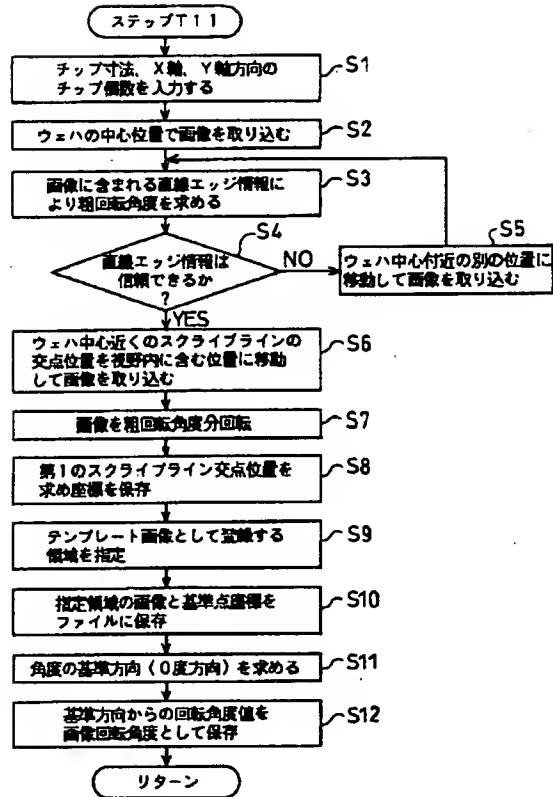 ステップT11
チップ寸法、X軸、Y軸方向の
チップ個数を入力する
S1
ウェハの中心位置で画像を取り込む
S2
画像に含まれる直線エッジ情報に
より粗回転角度を求める
S3
直線エッジ情報は
信頼できるか
?
S4
NO
ウェハ中心付近の別の位置に
移動して画像を取り込む
S5
YES
ウェハ中心近くのスクライブラインの
交点位置を視野内に含む位置に移動
して画像を取り込む
S6
画像を粗回転角度分回転
S7
第1のスクライブライン交点位置を
求め座標を保存
S8
テンプレート画像として登録する
領域を指定
S9
指定領域の画像と基準点座標を
ファイルに保存
S10
角度の基準方向(0度方向)を求める
S11
基準方向からの回転角度値を
画像回転角度として保存
S12
リターン